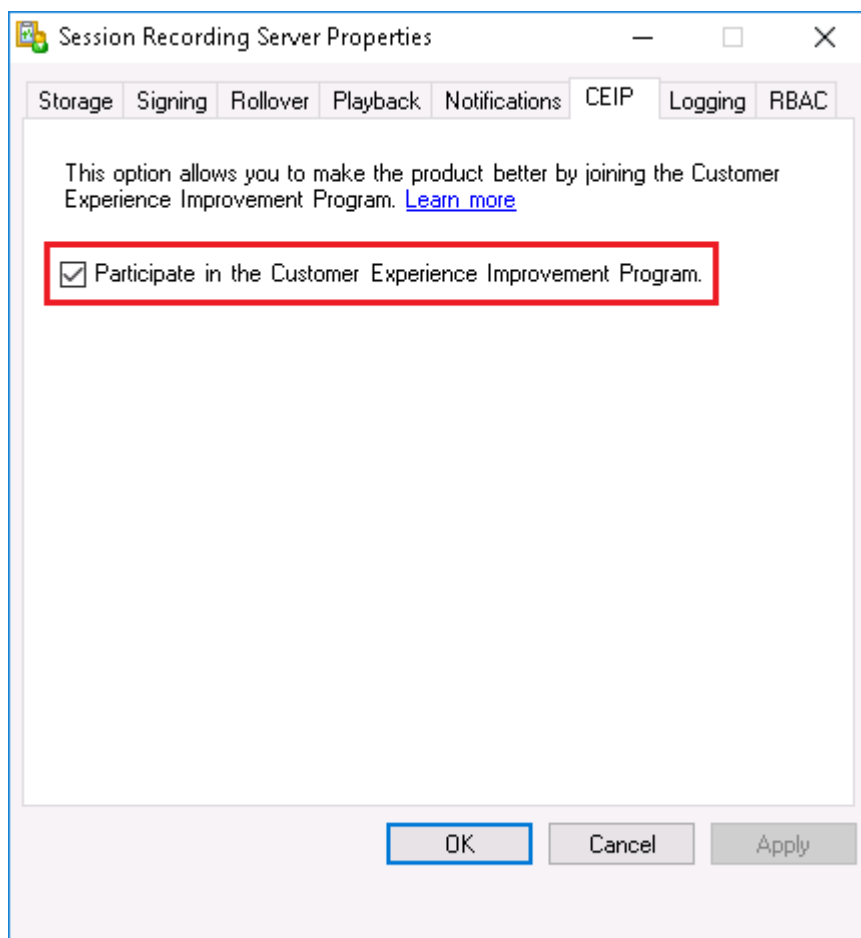 Session Recording Server Properties
Storage Signing Rollover Playback Notifications CEIP Logging RBAC
This option allows you to make the product better by joining the Customer
Experience Improvement Program. Learn more
Participate in the Customer Experience Improvement Program.
OK Cancel Apply